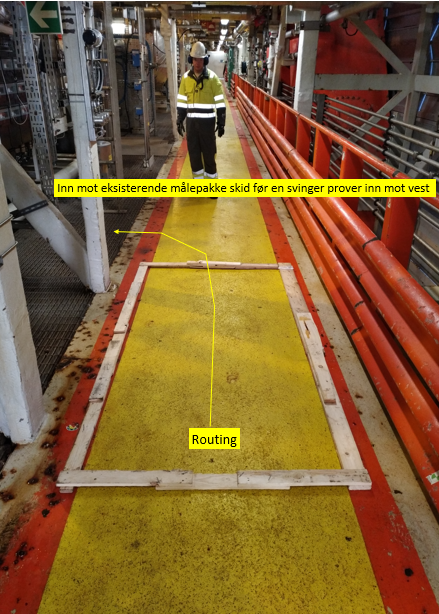 Inn mot eksisterende målepakke skid før en svinger prover inn mot vest
Routing